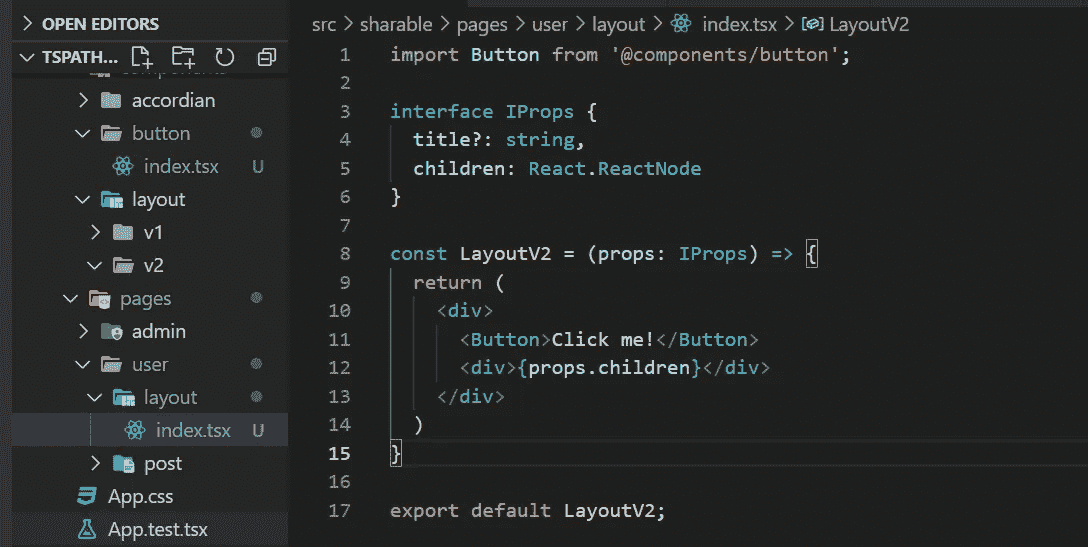 OPEN EDITORS
TSPATH...
components
accordian
button
index.tsx U
layout
v1
v2
pages
admin
user
layout
index.tsx U
post
App.css
App.test.tsx
src > sharable > pages > user > layout > index.tsx > LayoutV2
1 import Button from '@components/button';
2
3 interface IProps {
4 title?: string,
5 children: React.ReactNode
6 }
7
8 const LayoutV2 = (props: IProps) => {
9 return (
10 <div>
11 <Button>Click me!</Button>
12 <div>{props.children}</div>
13 </div>
14 )
15 }
16
17 export default LayoutV2;